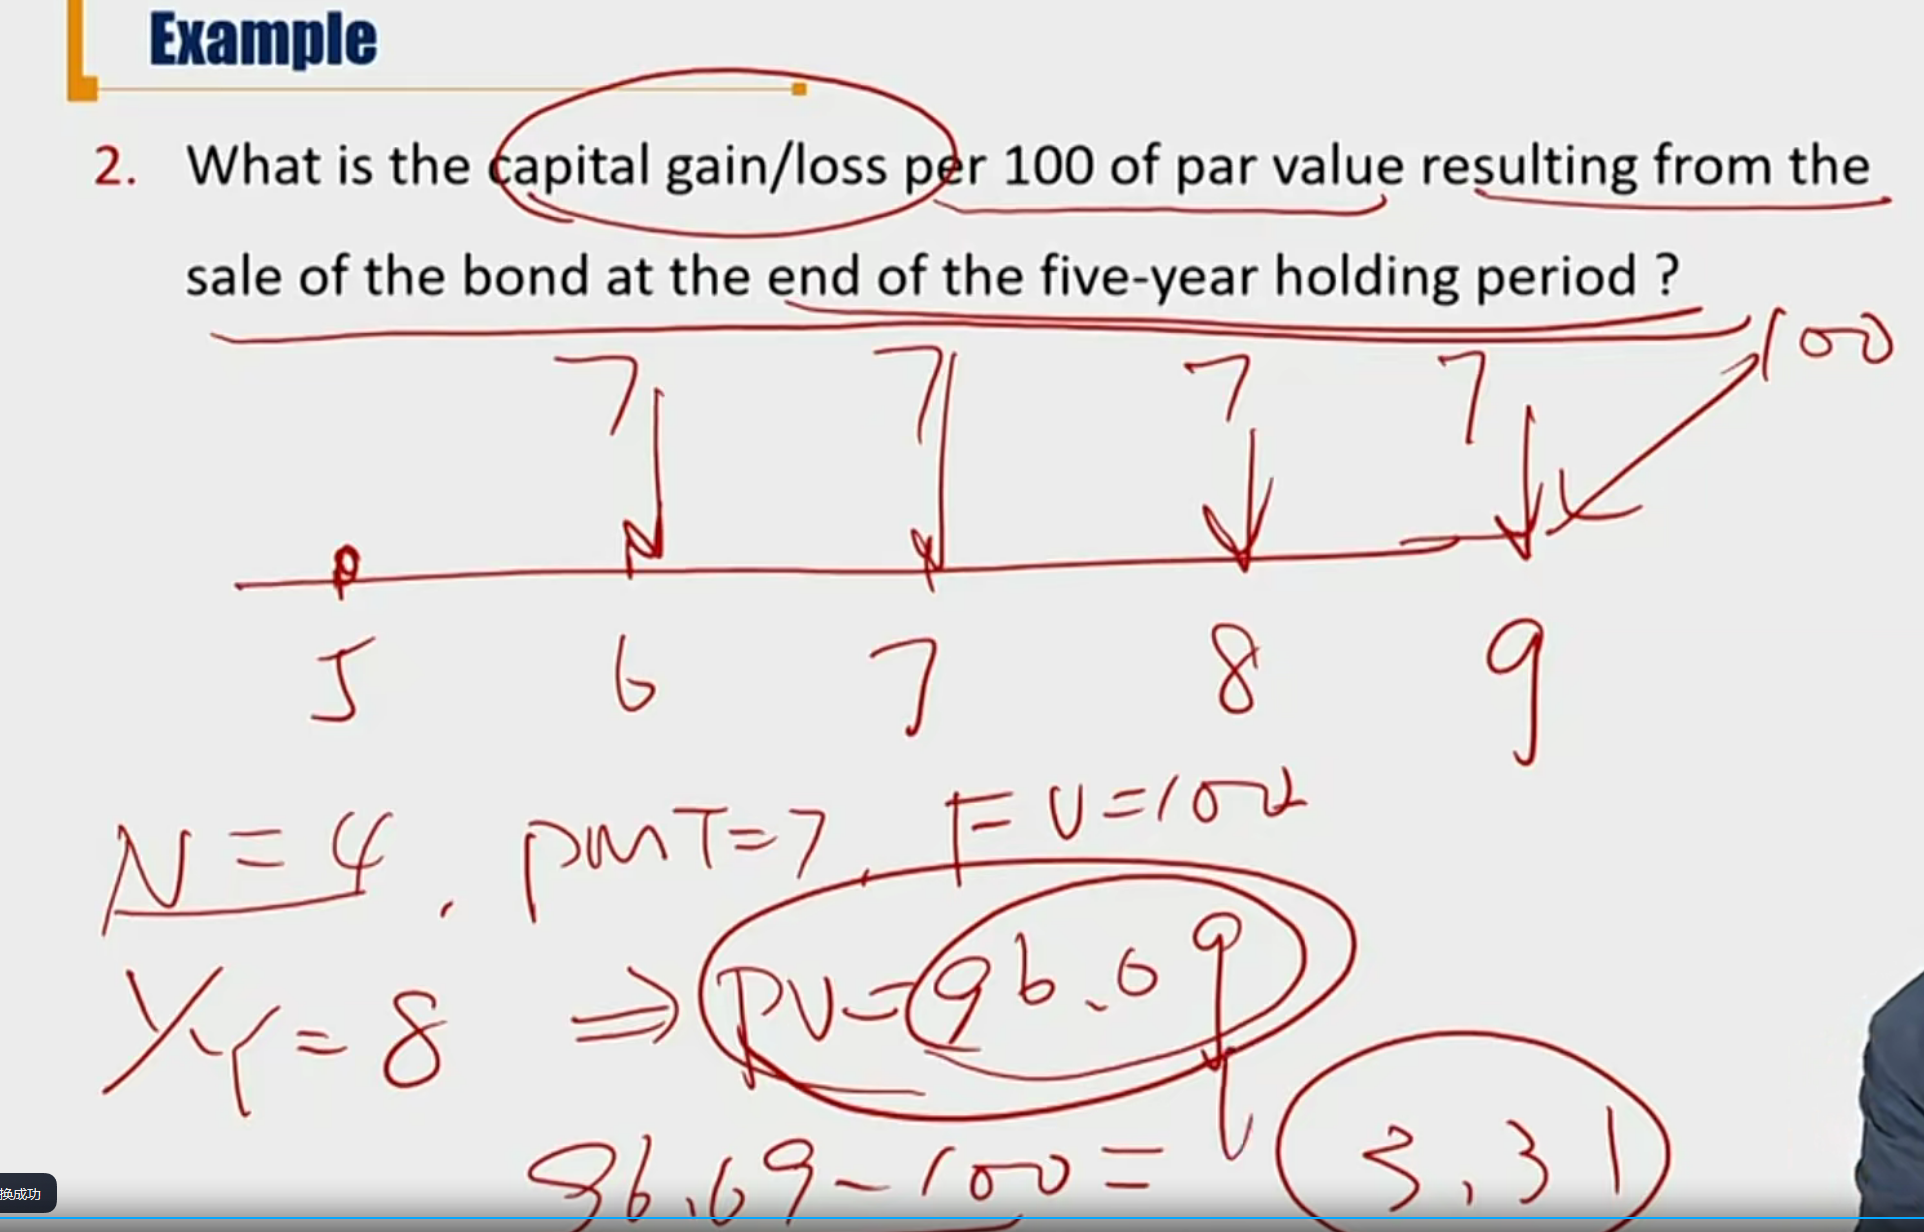 Example
2. What is the capital gain/loss per 100 of par value resulting from the
sale of the bond at the end of the five-year holding period ?
7 7 7 7 100
5 6 7 8 9
N = 4 . PMT=7, FV=100
I/Y = 8 ⇒ PV=96.69
96.69-100= 3.31
换成功